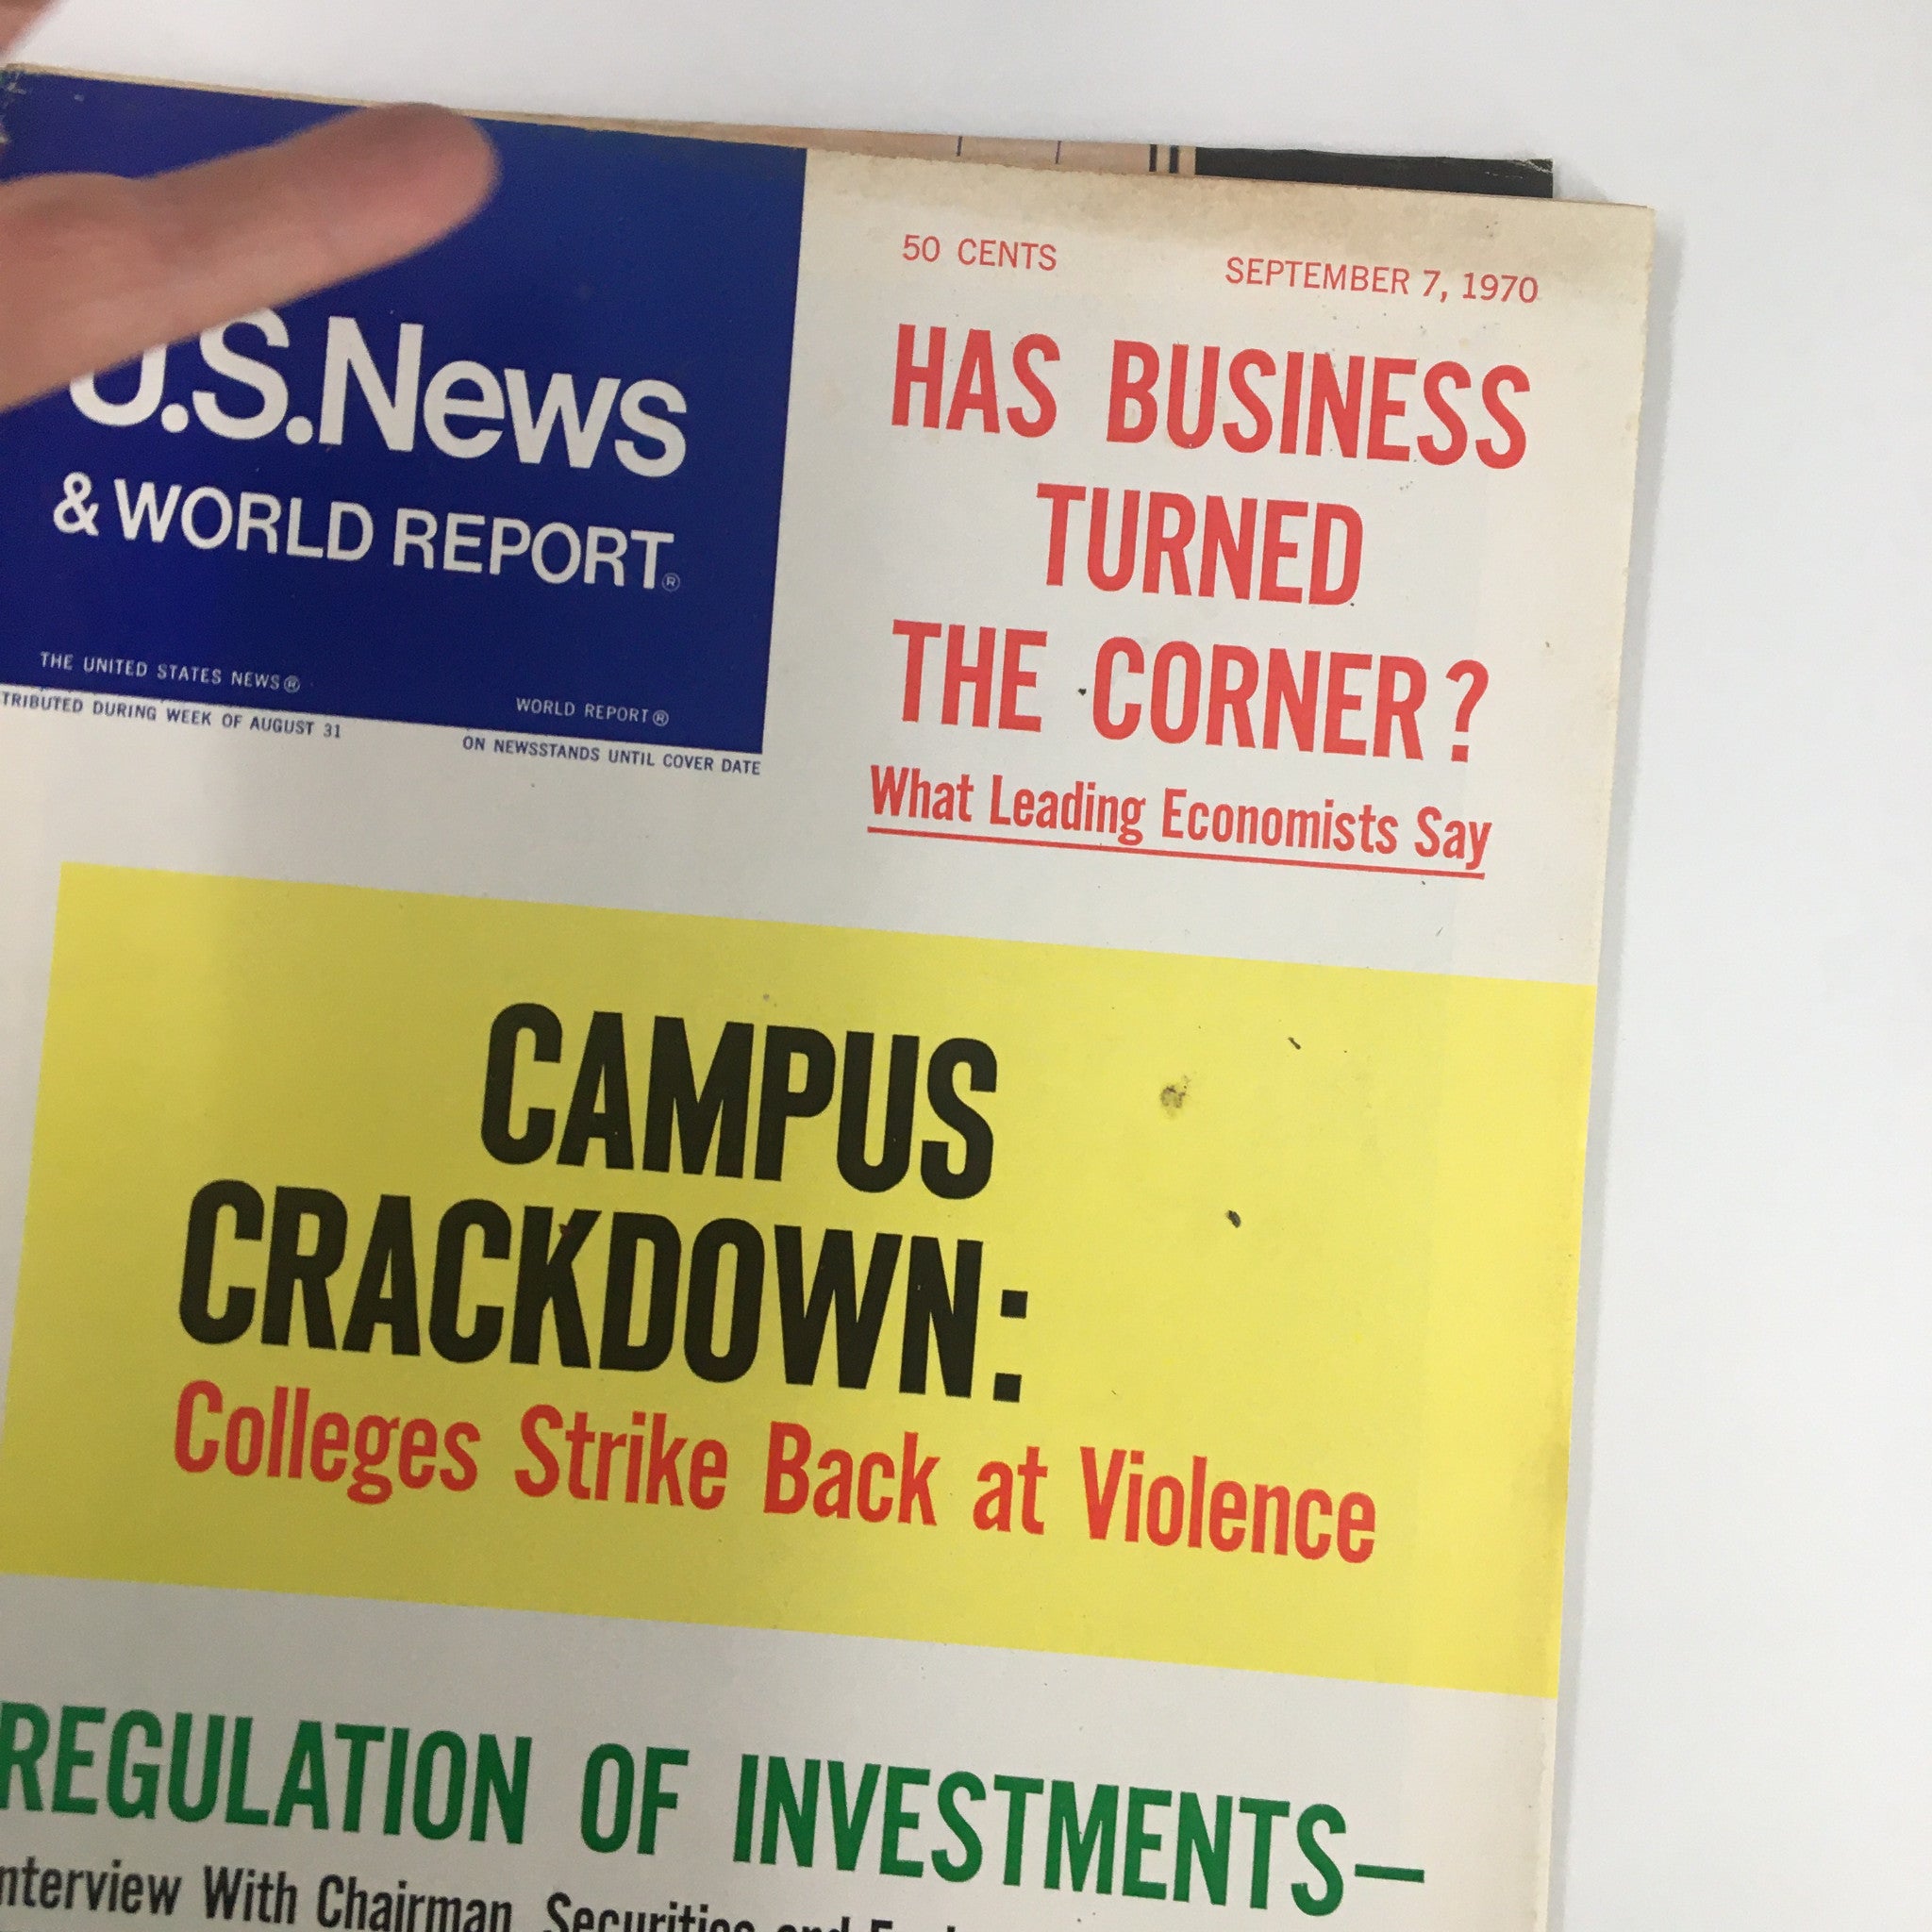 50 CENTS SEPTEMBER 7, 1970
U.S.News
& WORLD REPORT®
THE UNITED STATES NEWS®
WORLD REPORT®
TRIBUTED DURING WEEK OF AUGUST 31
ON NEWSSTANDS UNTIL COVER DATE
HAS BUSINESS
TURNED
THE CORNER?
What Leading Economists Say
CAMPUS
CRACKDOWN:
Colleges Strike Back at Violence
REGULATION OF INVESTMENTS—
nterview With Chairman, Securities and